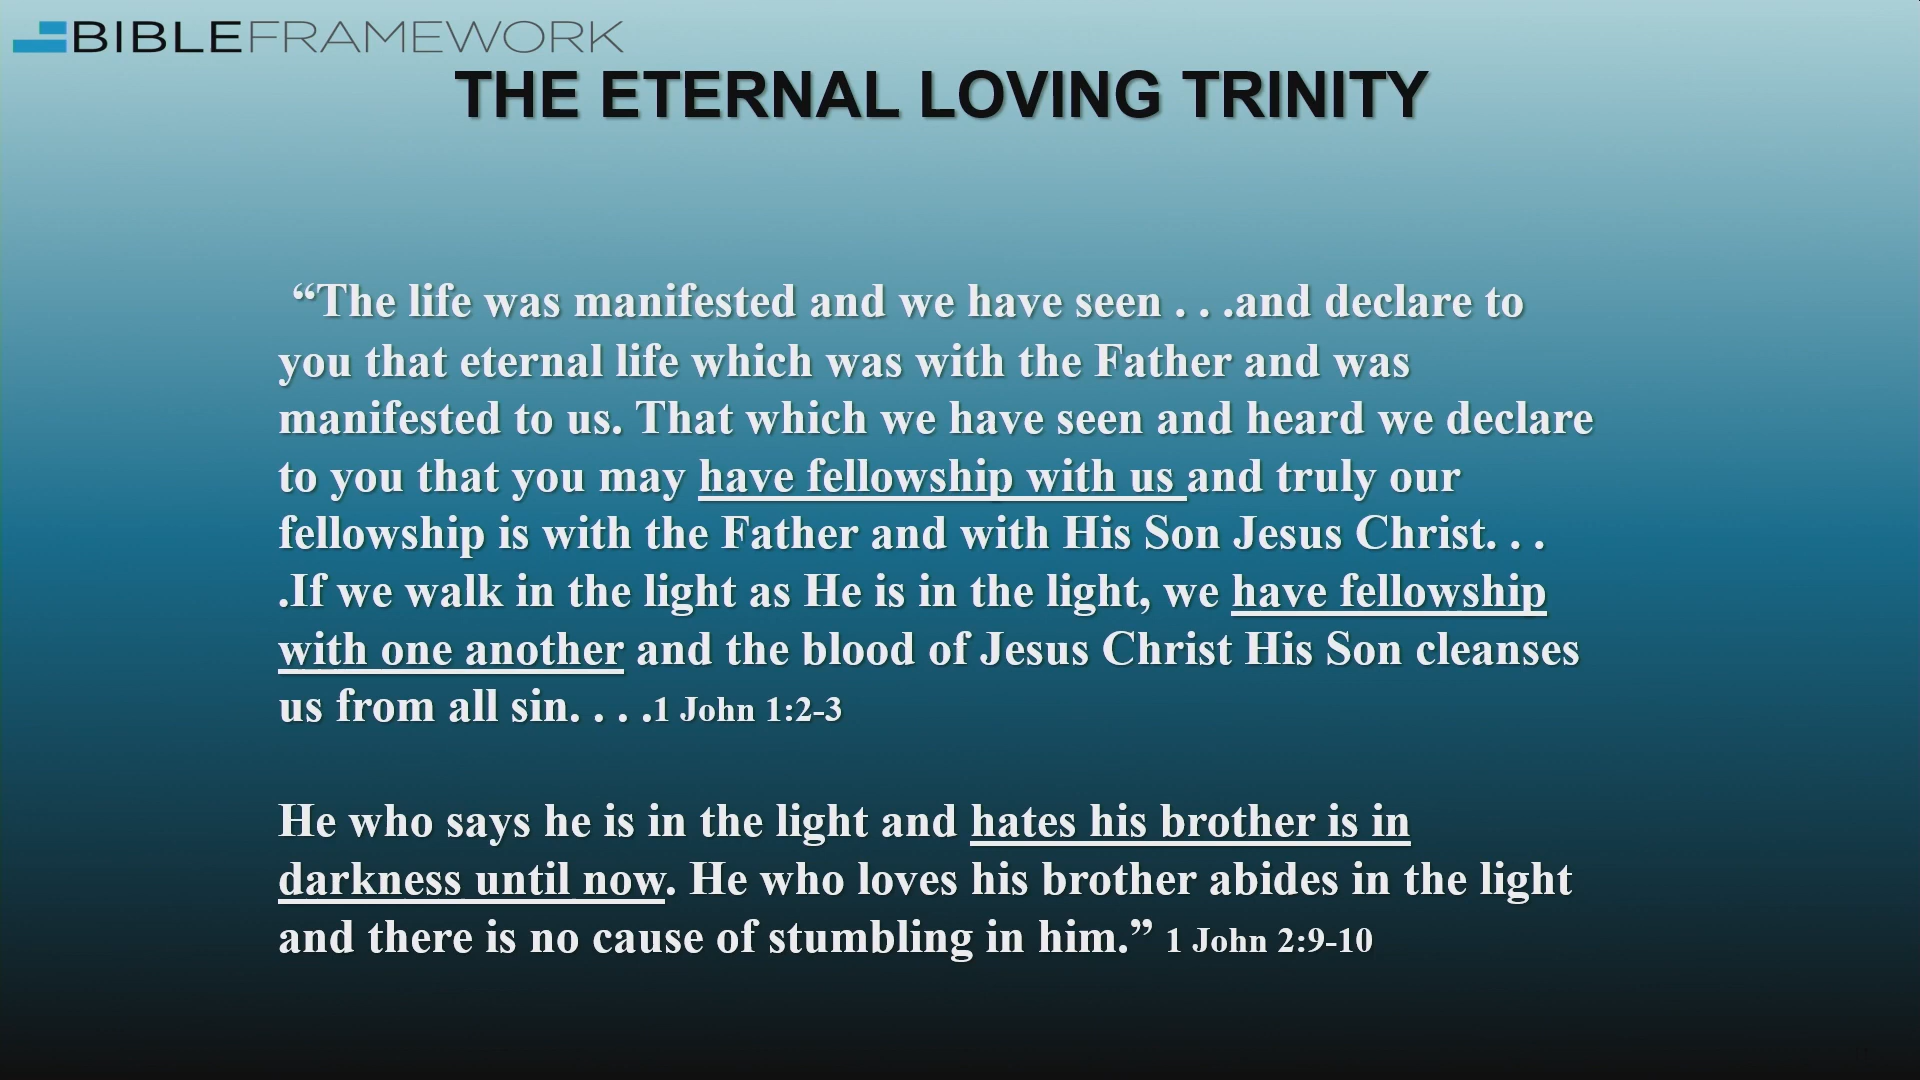 BIBLEFRAMEWORK
THE ETERNAL LOVING TRINITY
“The life was manifested and we have seen . . .and declare to
you that eternal life which was with the Father and was
manifested to us. That which we have seen and heard we declare
to you that you may have fellowship with us and truly our
fellowship is with the Father and with His Son Jesus Christ. . .
.If we walk in the light as He is in the light, we have fellowship
with one another and the blood of Jesus Christ His Son cleanses
us from all sin. . . .1 John 1:2-3
He who says he is in the light and hates his brother is in
darkness until now. He who loves his brother abides in the light
and there is no cause of stumbling in him.” 1 John 2:9-10